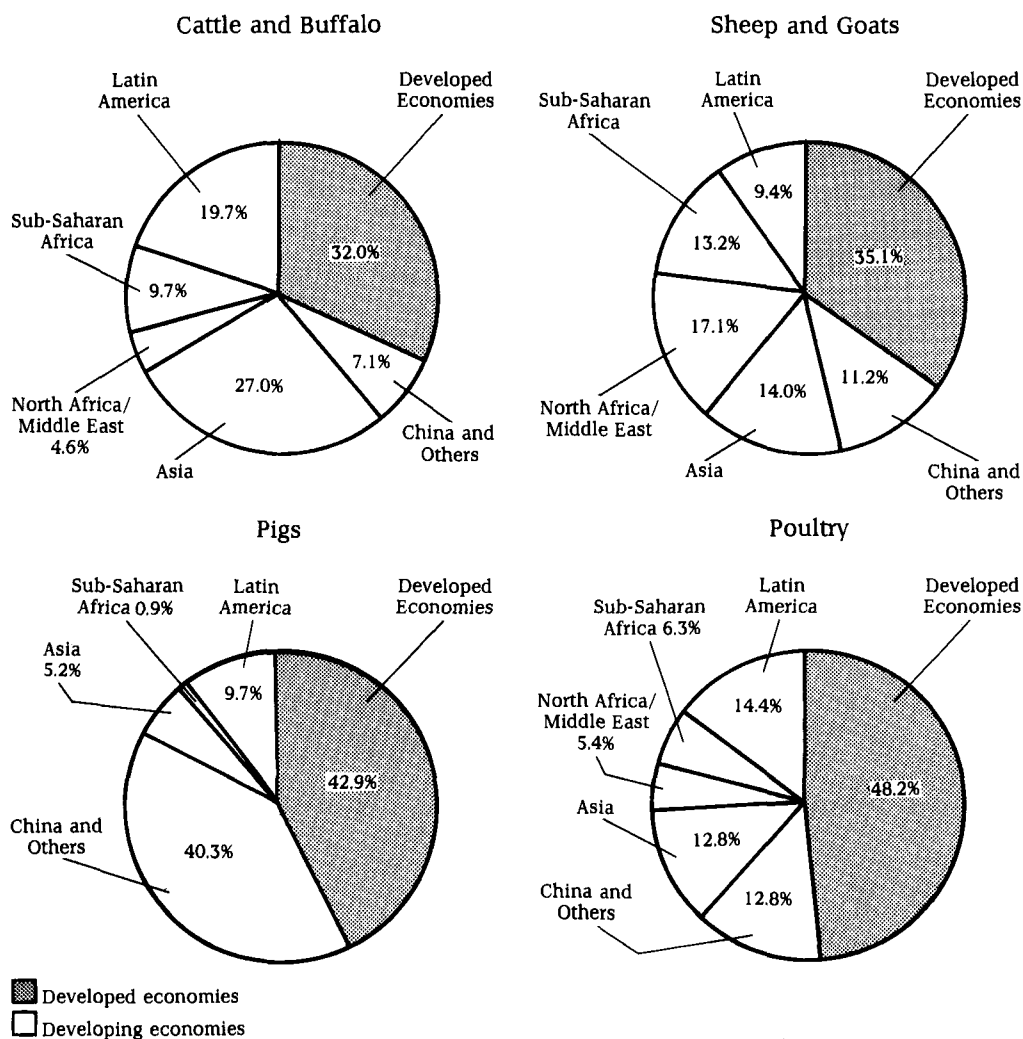 Cattle and Buffalo
Latin
America
Developed
Economies
Sub-Saharan
Africa
19.7%
32.0%
9.7%
7.1%
27.0%
North Africa/
Middle East
4.6%
China and
Others
Asia
Sheep and Goats
Latin
America
Developed
Economies
Sub-Saharan
Africa
9.4%
13.2%
35.1%
17.1%
11.2%
14.0%
North Africa/
Middle East
Asia
China and
Others
Pigs
Sub-Saharan
Africa 0.9%
Latin
America
Developed
Economies
Asia
5.2%
9.7%
42.9%
China and
Others
40.3%
Poultry
Latin
America
Developed
Economies
Sub-Saharan
Africa 6.3%
North Africa/
Middle East
5.4%
14.4%
48.2%
Asia
12.8%
China and
Others
12.8%
Developed economies
Developing economies